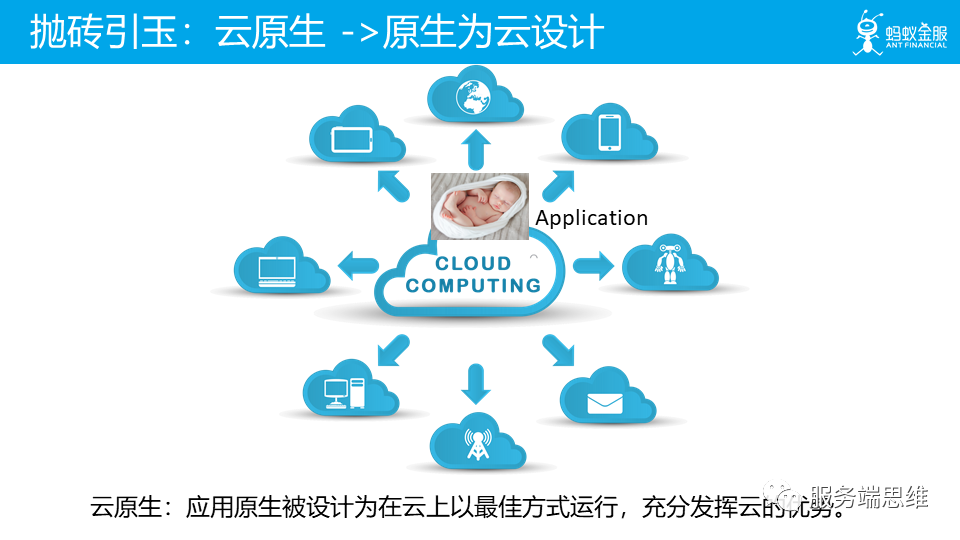 抛砖引玉：云原生 ->原生为云设计
蚂蚁金服
ANT FINANCIAL
Application
CLOUD
COMPUTING
云原生：应用原生被设计为在云上以最佳方式运行，充分发挥云的优势。
服务端思维